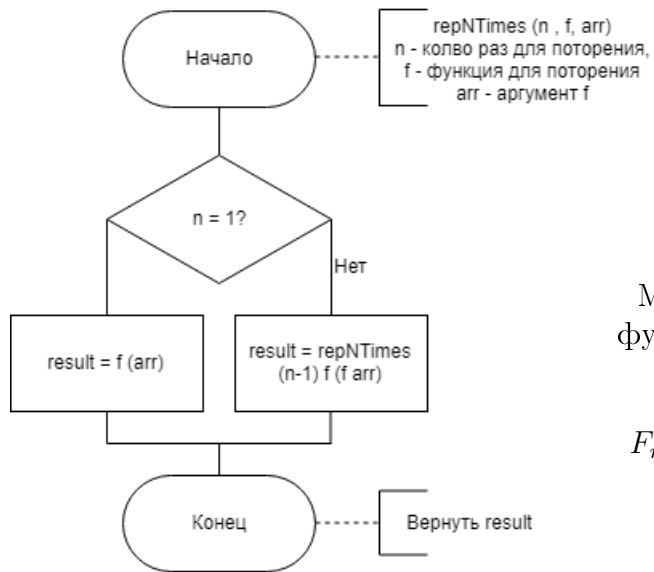 Начало
repNTimes (n , f, arr)
n - колво раз для поторения,
f - функция для поторения
arr - аргумент f
n = 1?
Нет
result = f (arr)
result = repNTimes
(n-1) f (f arr)
Конец
Вернуть result